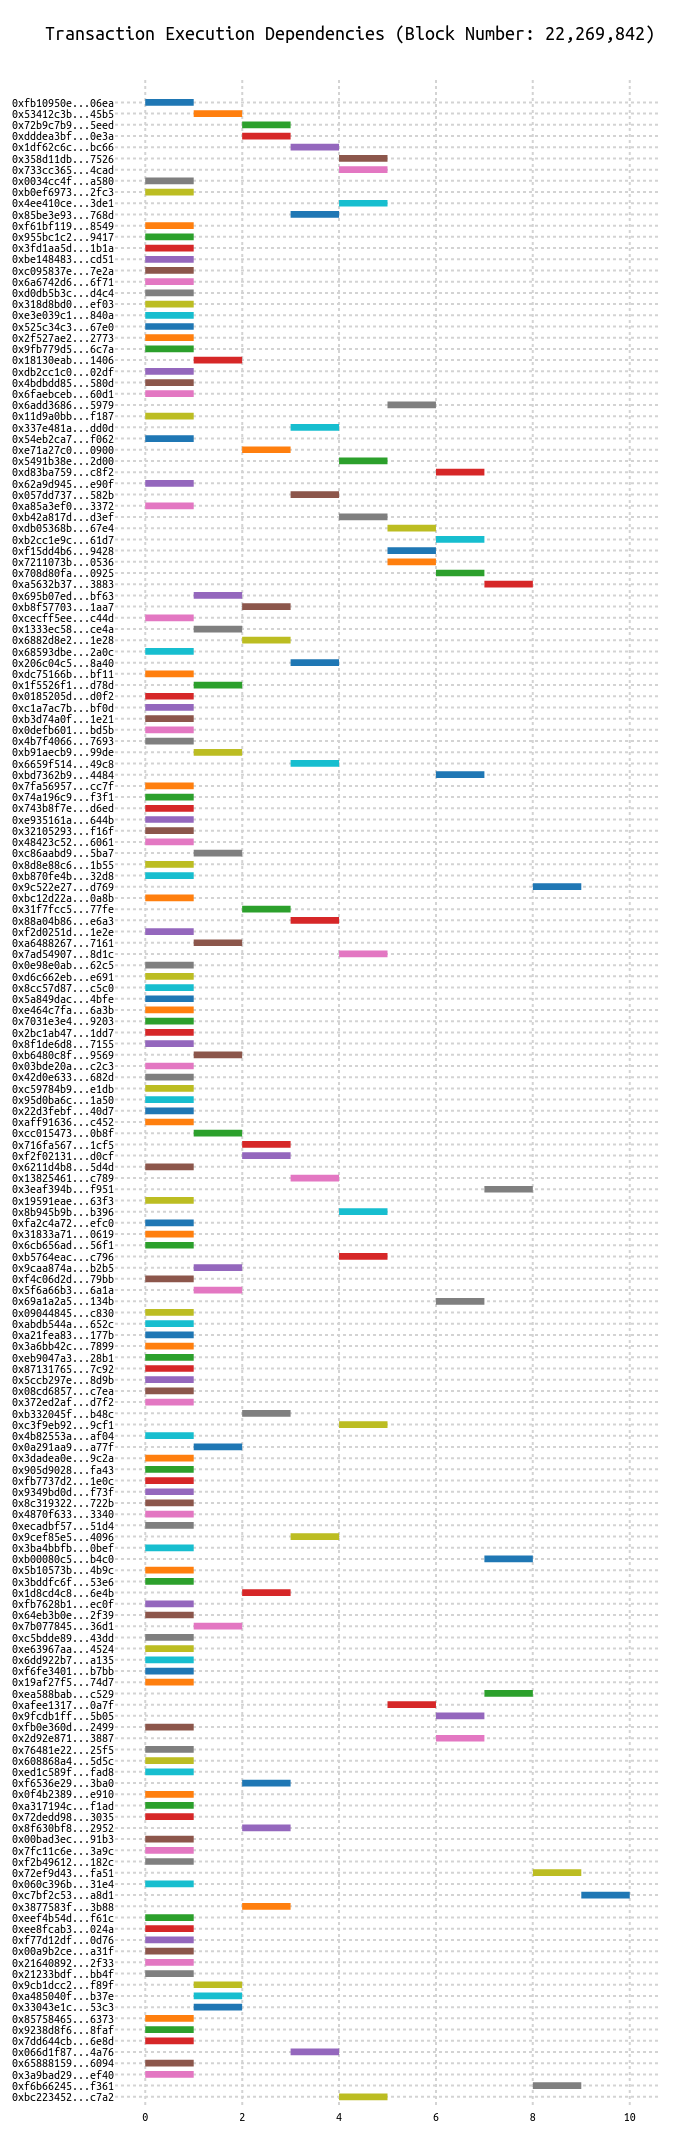 Transaction Execution Dependencies (Block Number: 22,269,842)
0xfb10950e...06ea
0x53412c3b...45b5
0x72b9c7b9...5eed
0xdddea3bf...0e3a
0x1df62c6c...bc66
0x358d11db...7526
0x733cc365...4cad
0x0034cc4f...a580
0xb0ef6973...2fc3
0x4ee410ce...3de1
0x85be3e93...768d
0xf61bf119...8549
0x955bc1c2...9417
0x3fd1aa5d...1b1a
0xbe148483...cd51
0xc095837e...7e2a
0x6a6742d6...6f71
0xd0db5b3c...d4c4
0x318d8bd0...ef03
0xe3e039c1...840a
0x525c34c3...67e0
0x2f527ae2...2773
0x9fb779d5...6c7a
0x18130eab...1406
0xdb2cc1c0...02df
0x4bdbdd85...580d
0x6faebceb...60d1
0x6add3686...5979
0x11d9a0bb...f187
0x337e481a...dd0d
0x54eb2ca7...f062
0xe71a27c0...0900
0x5491b38e...2d00
0xd83ba759...c8f2
0x62a9d945...e90f
0x057dd737...582b
0xa85a3ef0...3372
0xb42a817d...d3ef
0xdb05368b...67e4
0xb2cc1e9c...61d7
0xf15dd4b6...9428
0x7211073b...0536
0x708d80fa...0925
0xa5632b37...3883
0x695b07ed...bf63
0xb8f57703...1aa7
0xcecff5ee...c44d
0x1333ec58...ce4a
0x6882d8e2...1e28
0x68593dbe...2a0c
0x206c04c5...8a40
0xdc75166b...bf11
0x1f5526f1...d78d
0x0185205d...d0f2
0xc1a7ac7b...bf0d
0xb3d74a0f...1e21
0x0defb601...bd5b
0x4b7f4066...7693
0xb91aecb9...99de
0x6659f514...49c8
0xbd7362b9...4484
0x7fa56957...cc7f
0x74a196c9...f3f1
0x743b8f7e...d6ed
0xe935161a...644b
0x32105293...f16f
0x48423c52...6061
0xc86aabd9...5ba7
0x8d8e88c6...1b55
0xb870fe4b...32d8
0x9c522e27...d769
0xbc12d22a...0a8b
0x31f7fcc5...77fe
0x88a04b86...e6a3
0xf2d0251d...1e2e
0xa6488267...7161
0x7ad54907...8d1c
0x0e98e0ab...62c5
0xd6c662eb...e691
0x8cc57d87...c5c0
0x5a849dac...4bfe
0xe464c7fa...6a3b
0x7031e3e4...9203
0x2bc1ab47...1dd7
0x8f1de6d8...7155
0xb6480c8f...9569
0x03bde20a...c2c3
0x42d0e633...682d
0xc59784b9...e1db
0x95d0ba6c...1a50
0x22d3febf...40d7
0xaff91636...c452
0xcc015473...0b8f
0x716fa567...1cf5
0xf2f02131...d0cf
0x6211d4b8...5d4d
0x13825461...c789
0x3eaf394b...f951
0x19591eae...63f3
0x8b945b9b...b396
0xfa2c4a72...efc0
0x31833a71...0619
0x6cb656ad...56f1
0xb5764eac...c796
0x9caa874a...b2b5
0xf4c06d2d...79bb
0x5f6a66b3...6a1a
0x69a1a2a5...134b
0x09044845...c830
0xabdb544a...652c
0xa21fea83...177b
0x3a6bb42c...7899
0xeb9047a3...28b1
0x87131765...7c92
0x5ccb297e...8d9b
0x08cd6857...c7ea
0x372ed2af...d7f2
0xb332045f...b48c
0xc3f9eb92...9cf1
0x4b82553a...af04
0x0a291aa9...a77f
0x3dadea0e...9c2a
0x905d9028...fa43
0xfb7737d2...1e0c
0x9349bd0d...f73f
0x8c319322...722b
0x4870f633...3340
0xecadbf57...51d4
0x9cef85e5...4096
0x3ba4bbfb...0bef
0xb00080c5...b4c0
0x5b10573b...4b9c
0x3bddfc6f...53e6
0x1d8cd4c8...6e4b
0xfb7628b1...ec0f
0x64eb3b0e...2f39
0x7b077845...36d1
0xc5bdde89...43dd
0xe63967aa...4524
0x6dd922b7...a135
0xf6fe3401...b7bb
0x19af27f5...74d7
0xea588bab...c529
0xafee1317...0a7f
0x9fcdb1ff...5b05
0xfb0e360d...2499
0x2d92e871...3887
0x76481e22...25f5
0x608868a4...5d5c
0xed1c589f...fad8
0xf6536e29...3ba0
0x0f4b2389...e910
0xa317194c...f1ad
0x72dedd98...3035
0x8f630bf8...2952
0x00bad3ec...91b3
0x7fc11c6e...3a9c
0xf2b49612...182c
0x72ef9d43...fa51
0x060c396b...31e4
0xc7bf2c53...a8d1
0x3877583f...3b88
0xeef4b54d...f61c
0xee8fcab3...024a
0xf77d12df...0d76
0x00a9b2ce...a31f
0x21640892...2f33
0x21233bdf...bb4f
0x9cb1dcc2...f89f
0xa485040f...b37e
0x33043e1c...53c3
0x85758465...6373
0x9238d8f6...8faf
0x7dd644cb...6e8d
0x066d1f87...4a76
0x65888159...6094
0x3a9bad29...ef40
0xf6b66245...f361
0xbc223452...c7a2
0 2 4 6 8 10